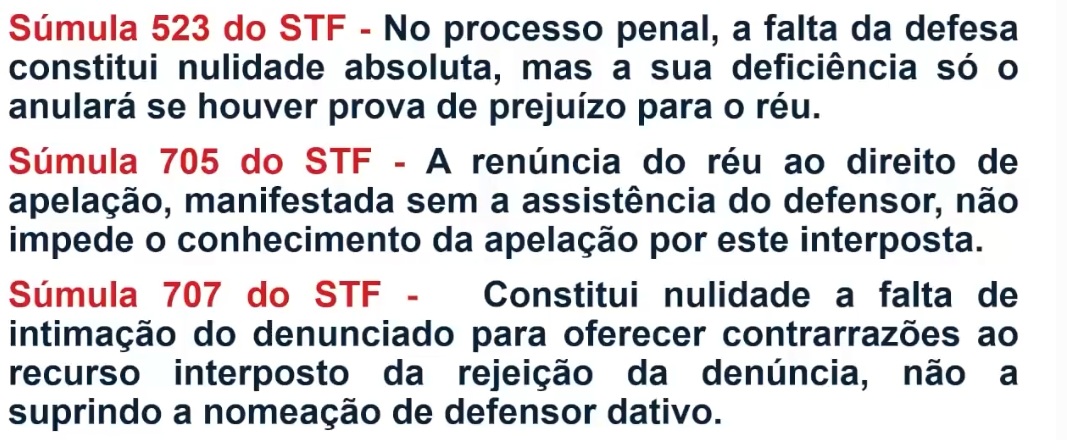 Súmula 523 do STF - No processo penal, a falta da defesa
constitui nulidade absoluta, mas a sua deficiência só o
anulará se houver prova de prejuízo para o réu.
Súmula 705 do STF - A renúncia do réu ao direito de
apelação, manifestada sem a assistência do defensor, não
impede o conhecimento da apelação por este interposta.
Súmula 707 do STF - Constitui nulidade a falta de
intimação do denunciado para oferecer contrarrazões ao
recurso interposto da rejeição da denúncia, não a
suprindo a nomeação de defensor dativo.